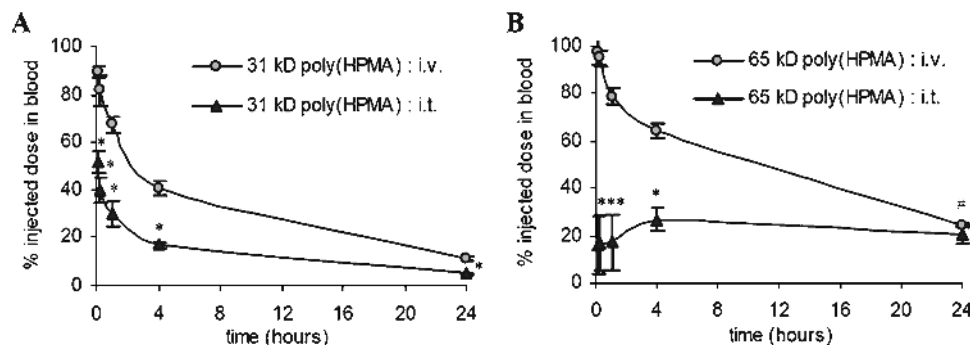 A
100
80
60
40
20
0
% injected dose in blood
31 kD poly(HPMA) : i.v.
31 kD poly(HPMA) : i.t.
*
*
*
*
*
0 4 8 12 16 20 24
time (hours)
B
100
80
60
40
20
0
% injected dose in blood
65 kD poly(HPMA) : i.v.
65 kD poly(HPMA) : i.t.
***
*
0 4 8 12 16 20 24
time (hours)